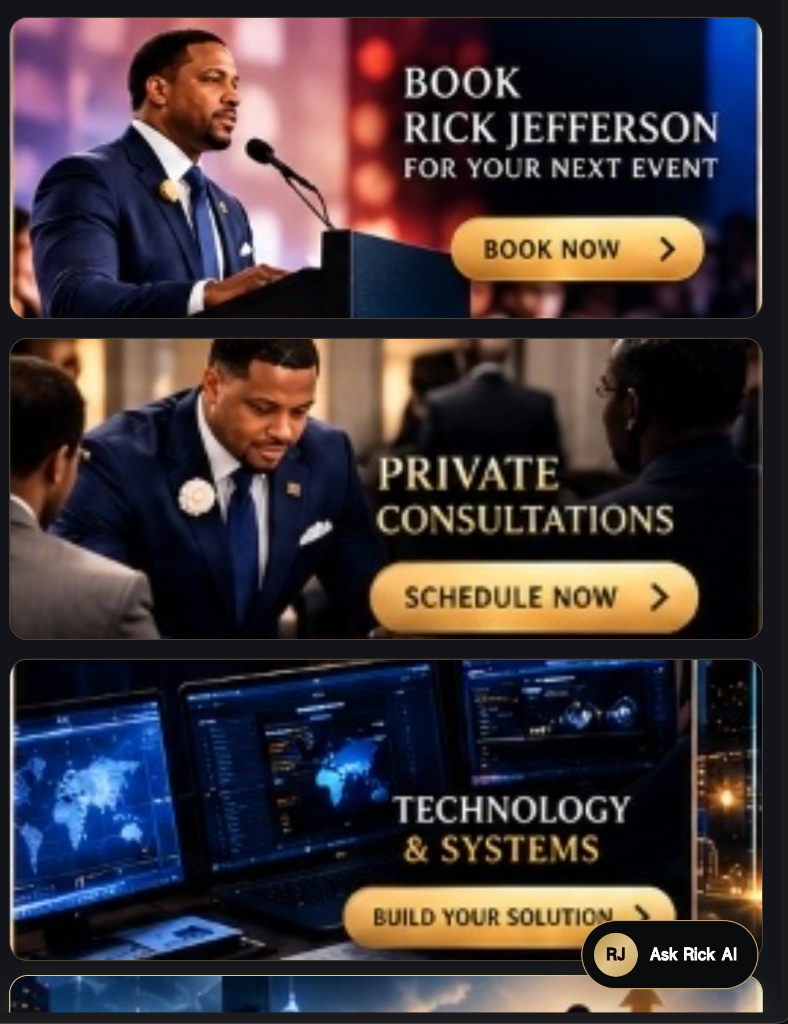 BOOK
RICK JEFFERSON
FOR YOUR NEXT EVENT
BOOK NOW
PRIVATE
CONSULTATIONS
SCHEDULE NOW
TECHNOLOGY
& SYSTEMS
BUILD YOUR SOLUTION
RJ Ask Rick AI